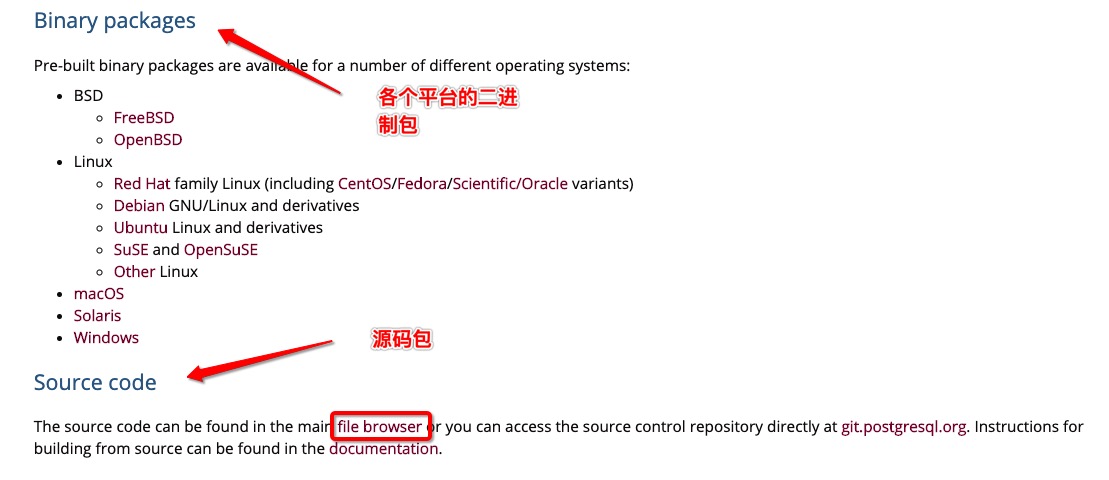 Binary packages
Pre-built binary packages are available for a number of different operating systems:
各个平台的二进
制包
BSD
FreeBSD
OpenBSD
Linux
Red Hat family Linux (including CentOS/Fedora/Scientific/Oracle variants)
Debian GNU/Linux and derivatives
Ubuntu Linux and derivatives
SuSE and OpenSuSE
Other Linux
macOS
Solaris
Windows
源码包
Source code
The source code can be found in the main file browser or you can access the source control repository directly at git.postgresql.org. Instructions for
building from source can be found in the documentation.